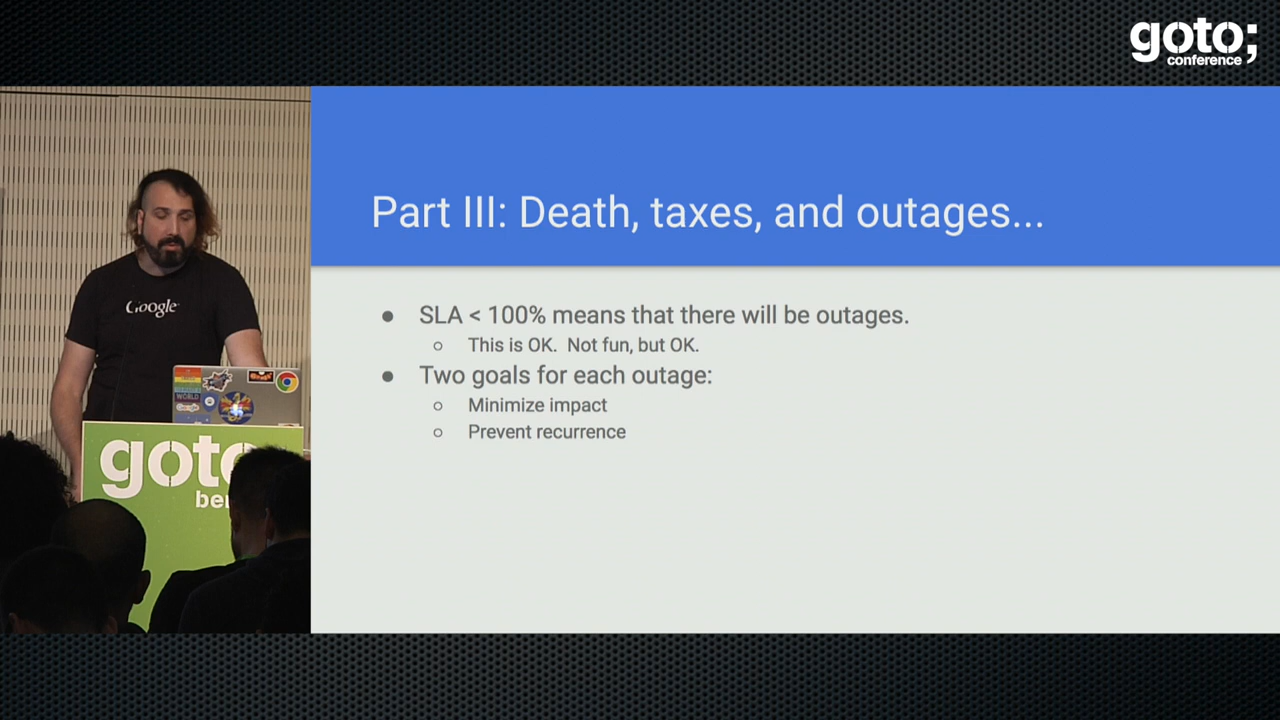 goto;
conference
Part III: Death, taxes, and outages...
SLA < 100% means that there will be outages.
This is OK. Not fun, but OK.
Two goals for each outage:
Minimize impact
Prevent recurrence
Google
WORLD
goto
ber